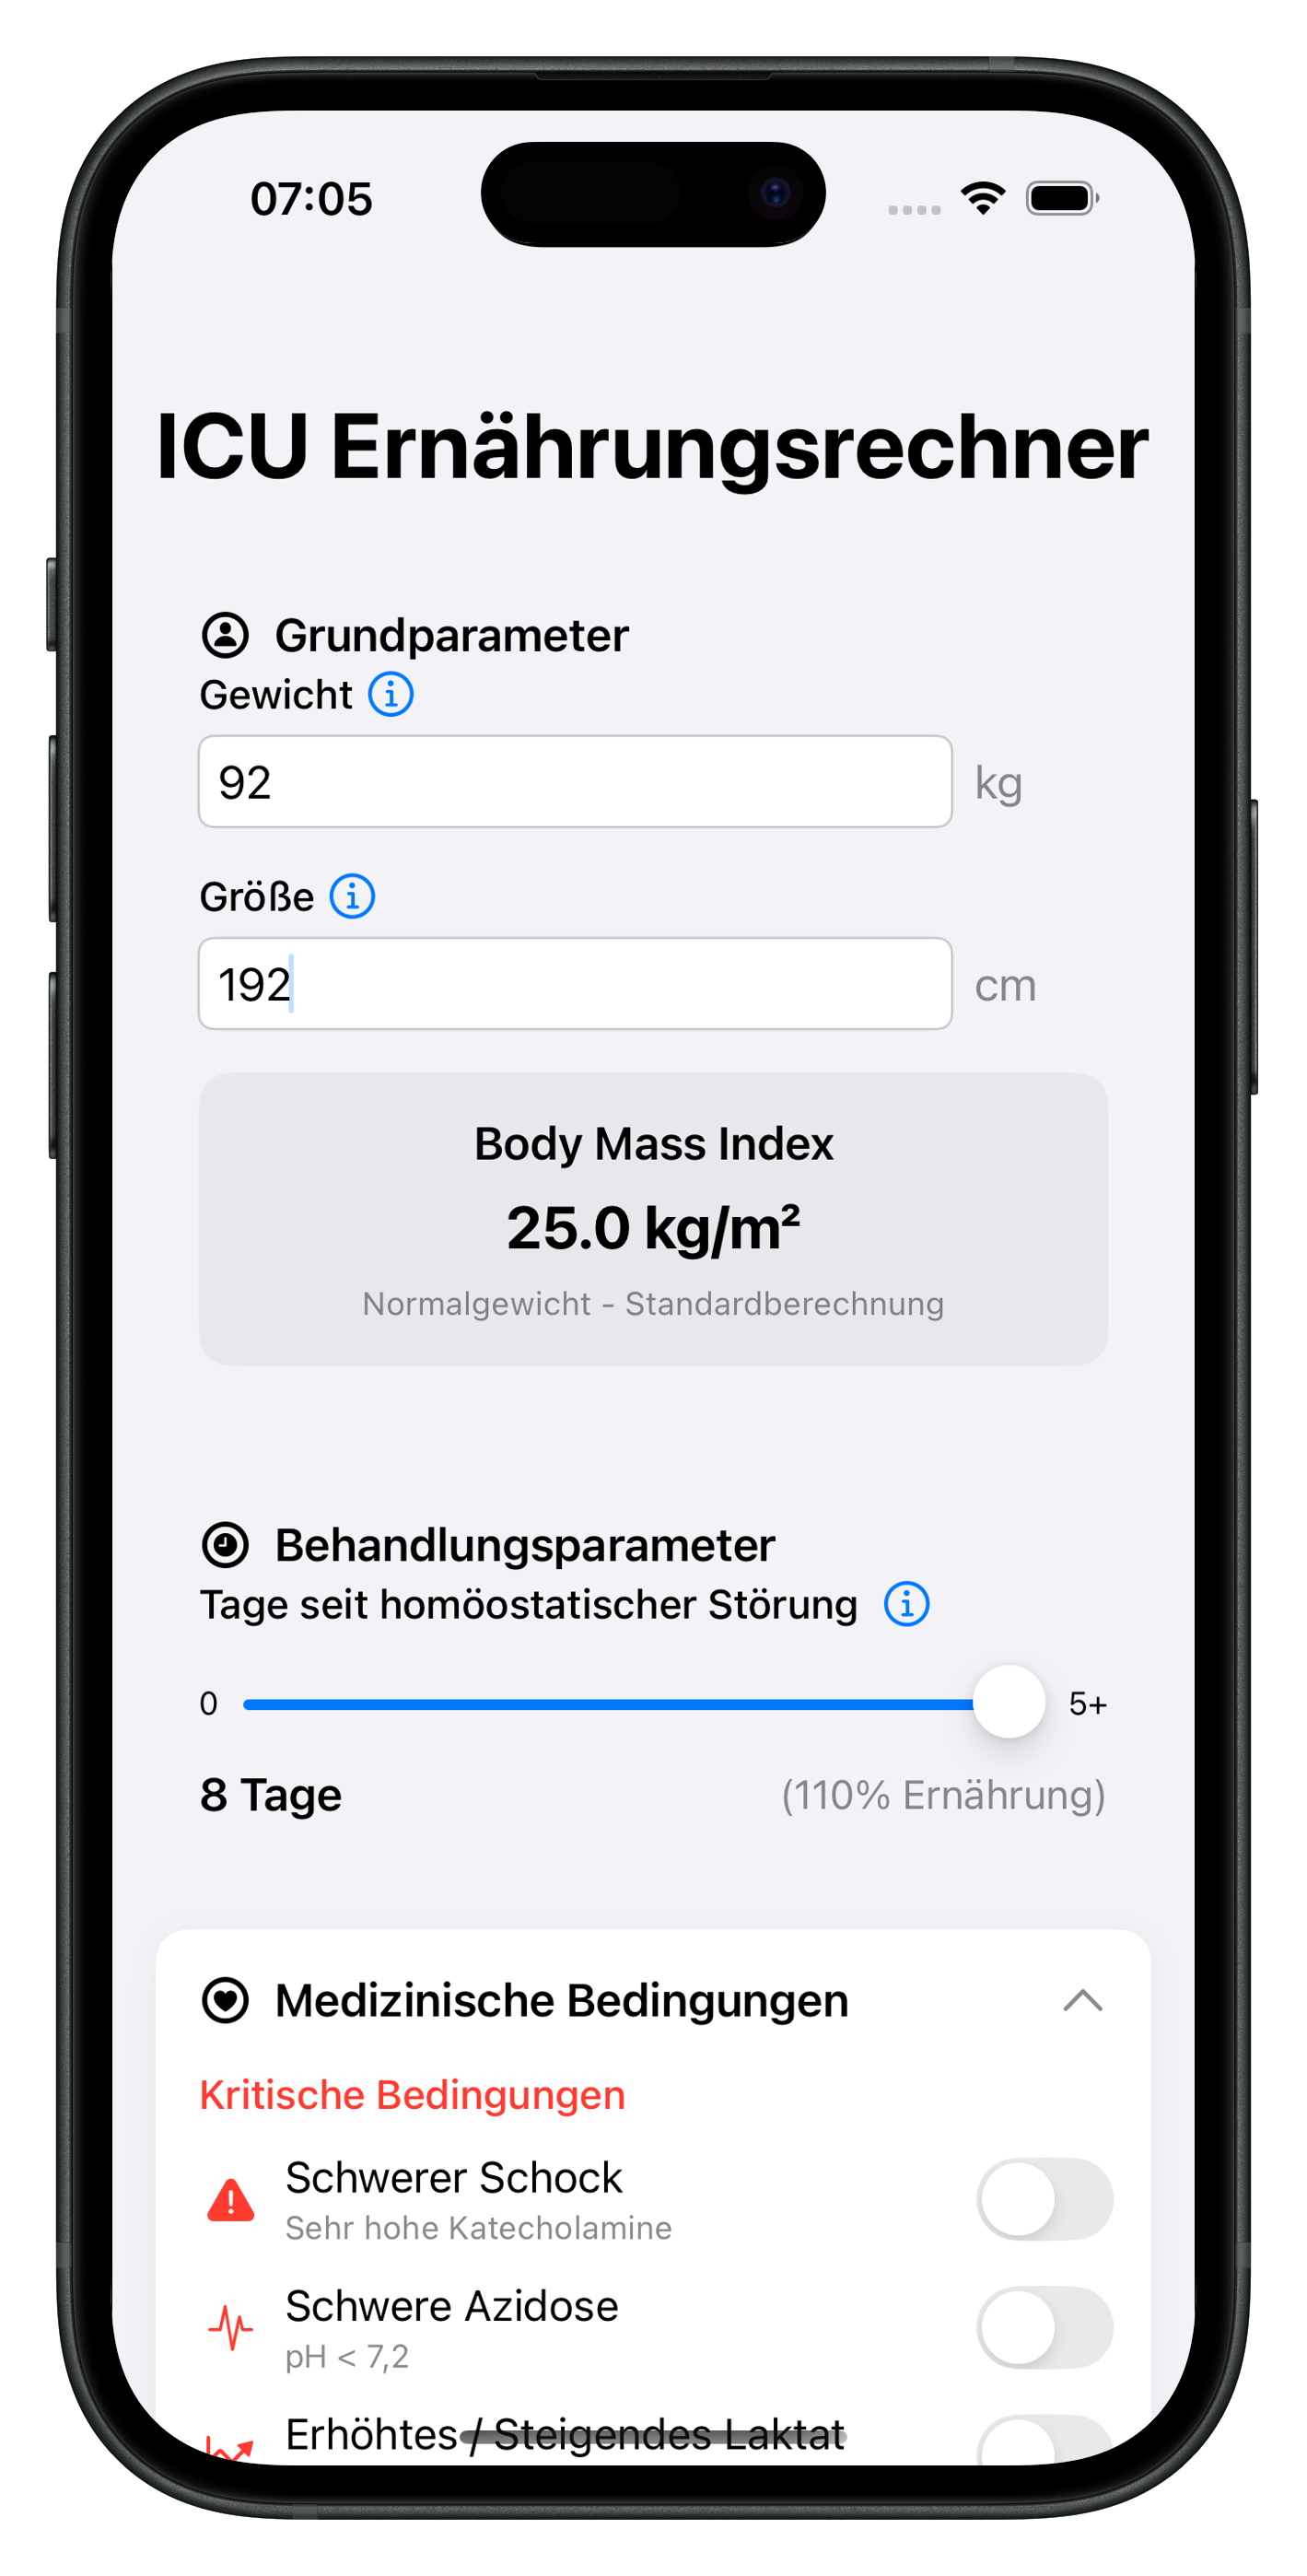 07:05
ICU Ernährungsrechner
Grundparameter
Gewicht
92 kg
Größe
192 cm
Body Mass Index
25.0 kg/m²
Normalgewicht - Standardberechnung
Behandlungsparameter
Tage seit homöostatischer Störung
0 5+
8 Tage (110% Ernährung)
Medizinische Bedingungen
Kritische Bedingungen
Schwerer Schock
Sehr hohe Katecholamine
Schwere Azidose
pH < 7,2
Erhöhtes / Steigendes Laktat